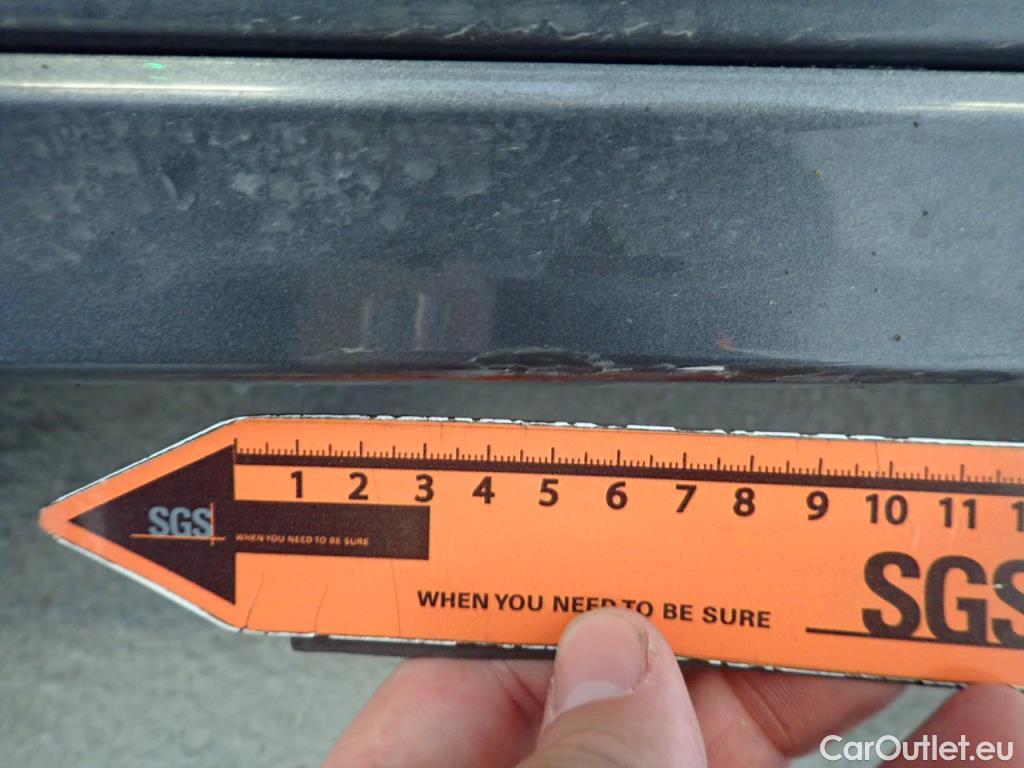 1 2 3 4 5 6 7 8 9 10 11
SGS
WHEN YOU NEED TO BE SURE
SGS
WHEN YOU NEED TO BE SURE
CarOutlet.eu